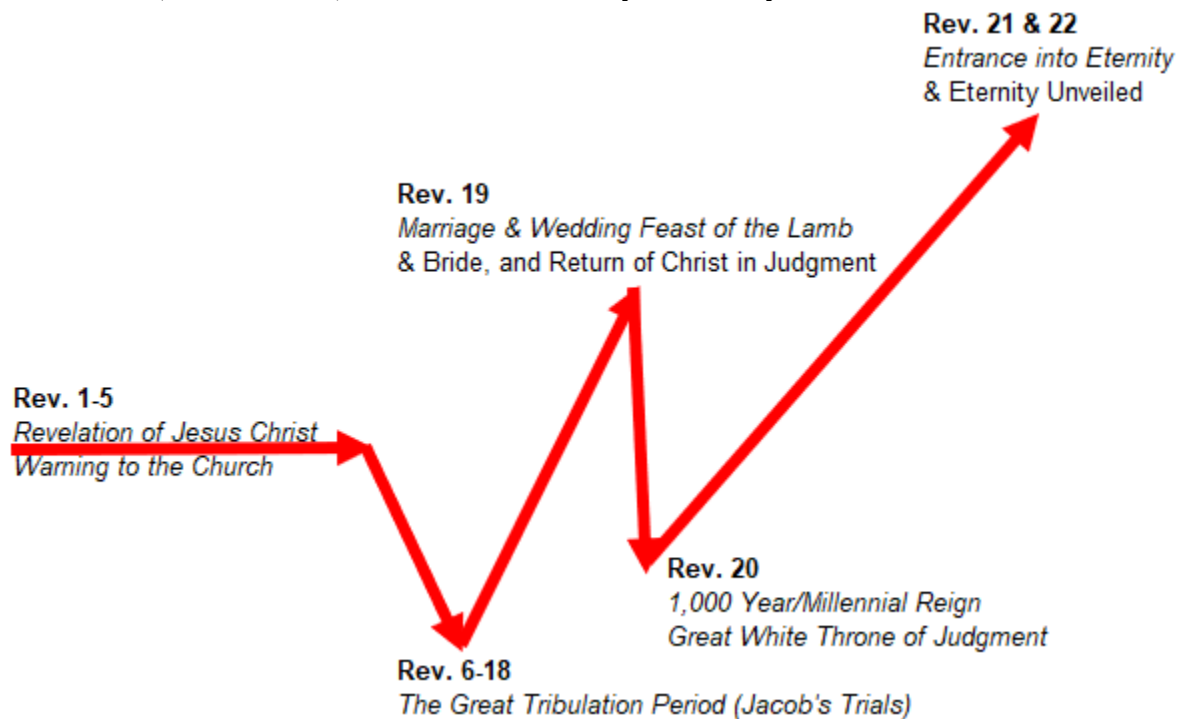 Rev. 21 & 22
Entrance into Eternity
& Eternity Unveiled
Rev. 19
Marriage & Wedding Feast of the Lamb
& Bride, and Return of Christ in Judgment
Rev. 1-5
Revelation of Jesus Christ
Warning to the Church
Rev. 20
1,000 Year/Millennial Reign
Great White Throne of Judgment
Rev. 6-18
The Great Tribulation Period (Jacob's Trials)